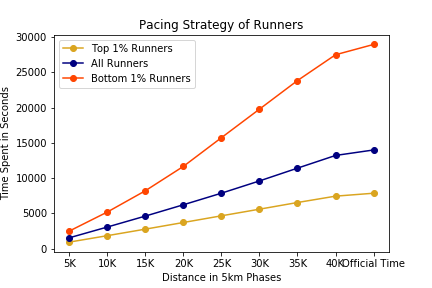 Pacing Strategy of Runners
Top 1% Runners
All Runners
Bottom 1% Runners
Time Spent in Seconds
30000
25000
20000
15000
10000
5000
0
5K 10K 15K 20K 25K 30K 35K 40K Official Time
Distance in 5km Phases